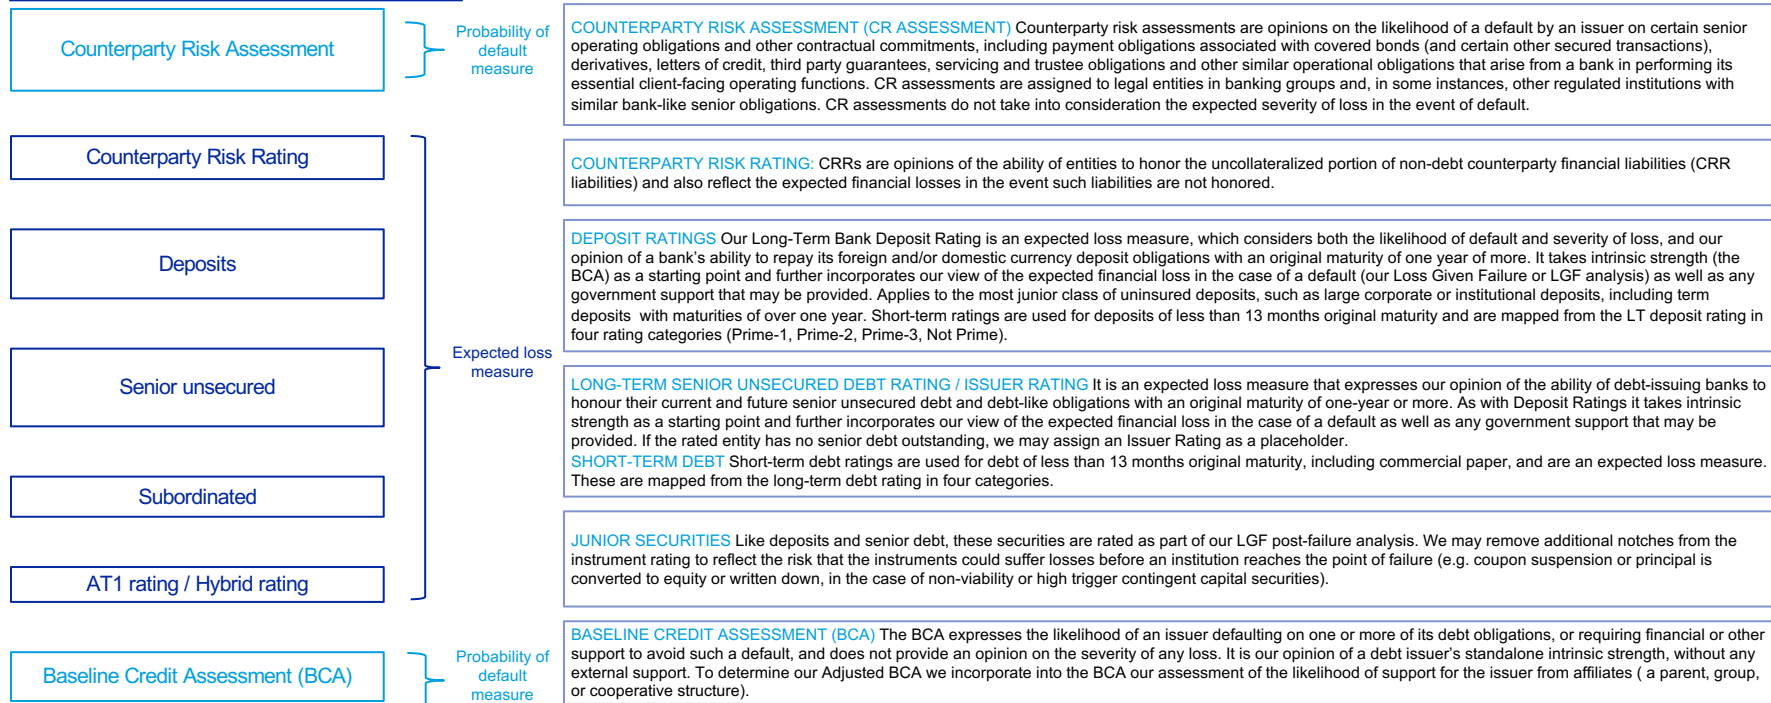 Counterparty Risk Assessment
Probability of
default
measure
COUNTERPARTY RISK ASSESSMENT (CR ASSESSMENT) Counterparty risk assessments are opinions on the likelihood of a default by an issuer on certain senior
operating obligations and other contractual commitments, including payment obligations associated with covered bonds (and certain other secured transactions),
derivatives, letters of credit, third party guarantees, servicing and trustee obligations and other similar operational obligations that arise from a bank in performing its
essential client-facing operating functions. CR assessments are assigned to legal entities in banking groups and, in some instances, other regulated institutions with
similar bank-like senior obligations. CR assessments do not take into consideration the expected severity of loss in the event of default.
Counterparty Risk Rating
COUNTERPARTY RISK RATING: CRRs are opinions of the ability of entities to honor the uncollateralized portion of non-debt counterparty financial liabilities (CRR
liabilities) and also reflect the expected financial losses in the event such liabilities are not honored.
Deposits
DEPOSIT RATINGS Our Long-Term Bank Deposit Rating is an expected loss measure, which considers both the likelihood of default and severity of loss, and our
opinion of a bank's ability to repay its foreign and/or domestic currency deposit obligations with an original maturity of one year of more. It takes intrinsic strength (the
BCA) as a starting point and further incorporates our view of the expected financial loss in the case of a default (our Loss Given Failure or LGF analysis) as well as any
government support that may be provided. Applies to the most junior class of uninsured deposits, such as large corporate or institutional deposits, including term
deposits with maturities of over one year. Short-term ratings are used for deposits of less than 13 months original maturity and are mapped from the LT deposit rating in
four rating categories (Prime-1, Prime-2, Prime-3, Not Prime).
Expected loss
measure
Senior unsecured
LONG-TERM SENIOR UNSECURED DEBT RATING / ISSUER RATING It is an expected loss measure that expresses our opinion of the ability of debt-issuing banks to
honour their current and future senior unsecured debt and debt-like obligations with an original maturity of one-year or more. As with Deposit Ratings it takes intrinsic
strength as a starting point and further incorporates our view of the expected financial loss in the case of a default as well as any government support that may be
provided. If the rated entity has no senior debt outstanding, we may assign an Issuer Rating as a placeholder.
SHORT-TERM DEBT Short-term debt ratings are used for debt of less than 13 months original maturity, including commercial paper, and are an expected loss measure.
These are mapped from the long-term debt rating in four categories.
Subordinated
AT1 rating / Hybrid rating
JUNIOR SECURITIES Like deposits and senior debt, these securities are rated as part of our LGF post-failure analysis. We may remove additional notches from the
instrument rating to reflect the risk that the instruments could suffer losses before an institution reaches the point of failure (e.g. coupon suspension or principal is
converted to equity or written down, in the case of non-viability or high trigger contingent capital securities).
Baseline Credit Assessment (BCA)
Probability of
default
measure
BASELINE CREDIT ASSESSMENT (BCA) The BCA expresses the likelihood of an issuer defaulting on one or more of its debt obligations, or requiring financial or other
support to avoid such a default, and does not provide an opinion on the severity of any loss. It is our opinion of a debt issuer's standalone intrinsic strength, without any
external support. To determine our Adjusted BCA we incorporate into the BCA our assessment of the likelihood of support for the issuer from affiliates ( a parent, group,
or cooperative structure).